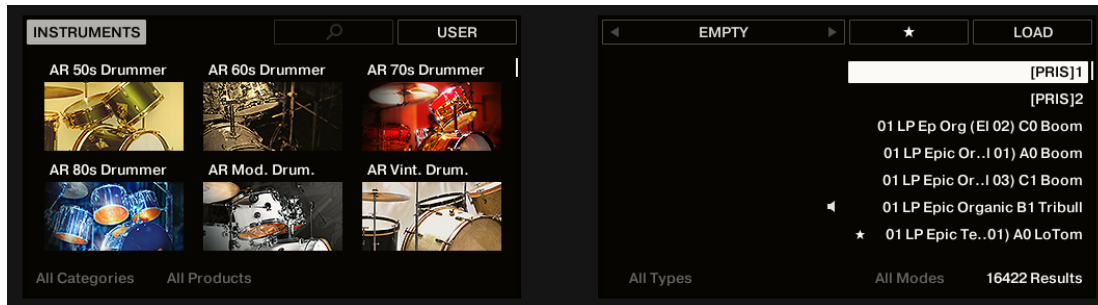 INSTRUMENTS USER
AR 50s Drummer AR 60s Drummer AR 70s Drummer
AR 80s Drummer AR Mod. Drum. AR Vint. Drum.
All Categories All Products
EMPTY ★ LOAD
[PRIS]1
[PRIS]2
01 LP Ep Org (El 02) C0 Boom
01 LP Epic Or..l 01) A0 Boom
01 LP Epic Or..l 03) C1 Boom
01 LP Epic Organic B1 Tribull
★ 01 LP Epic Te..01) A0 LoTom
All Types All Modes 16422 Results